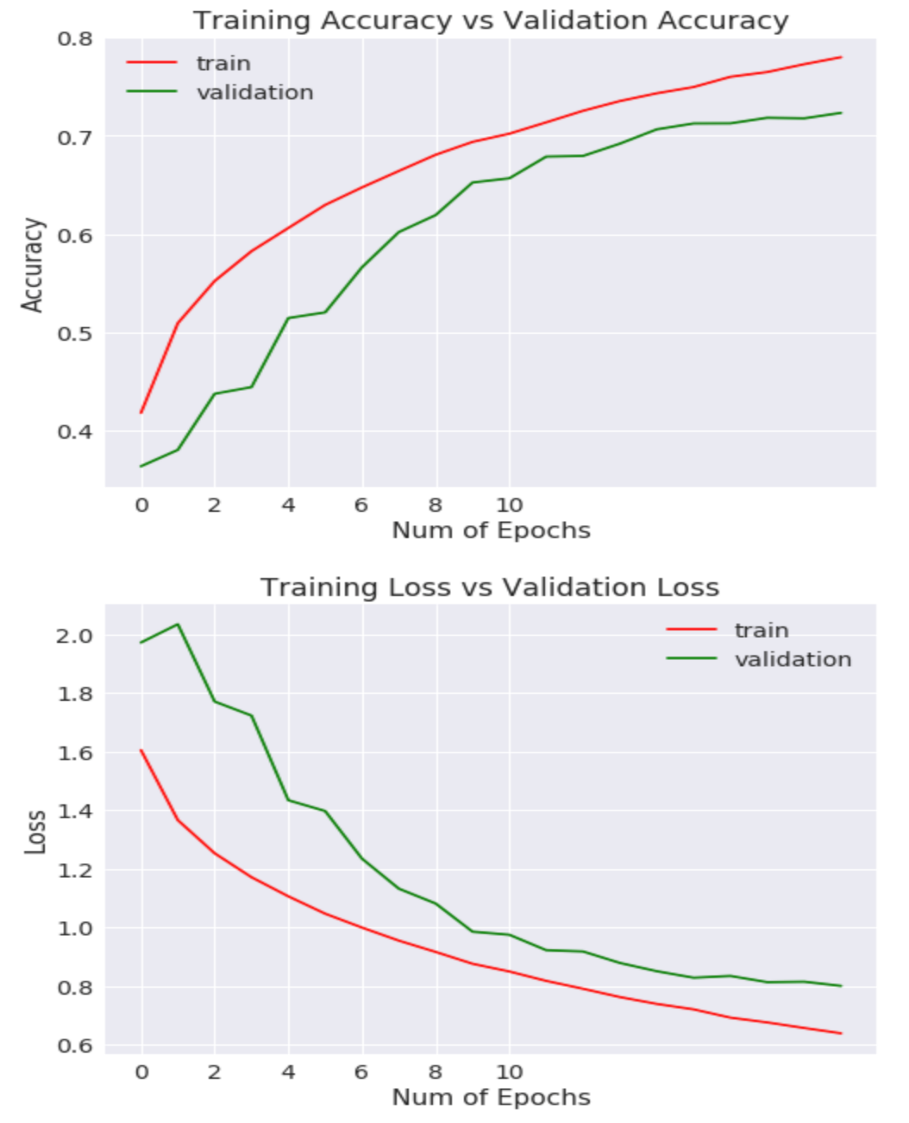 Training Accuracy vs Validation Accuracy
0.8
train
validation
0.7
0.6
0.5
0.4
Accuracy
0 2 4 6 8 10
Num of Epochs
Training Loss vs Validation Loss
train
validation
2.0
1.8
1.6
1.4
1.2
1.0
0.8
0.6
Loss
0 2 4 6 8 10
Num of Epochs